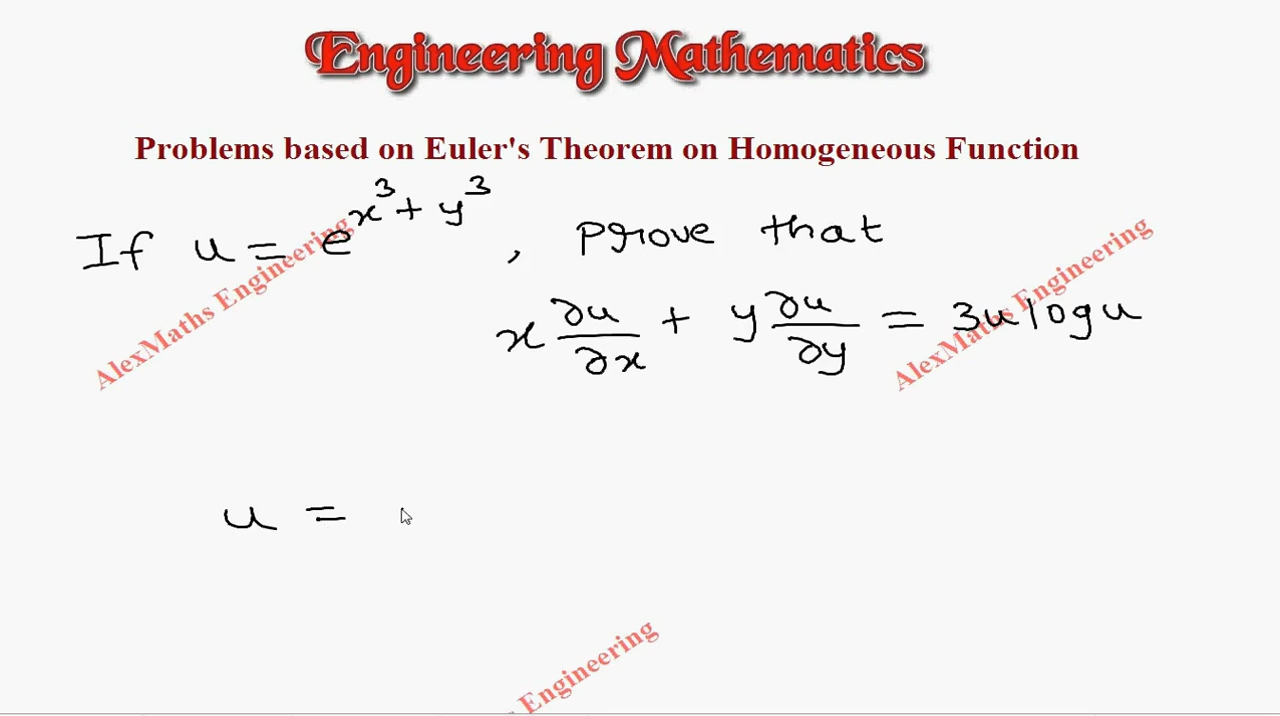 Engineering Mathematics
Problems based on Euler's Theorem on Homogeneous Function
If u = e^{x^3 + y^3}, prove that
x ∂u/∂x + y ∂u/∂y = 3u log u
AlexMaths Engineering
AlexMaths Engineering
u =
Engineering